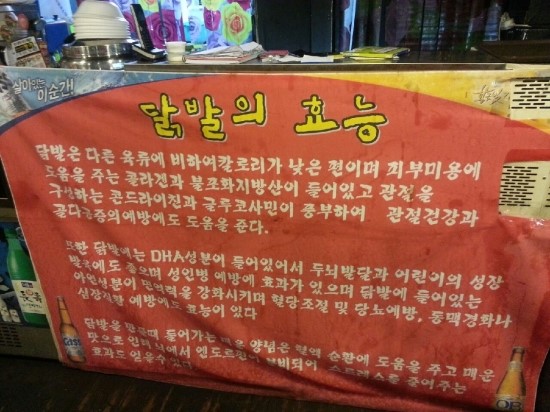 살아있는
이순간!
닭발의 효능
닭발은 다른 육류에 비하여칼로리가 낮은 편이며 피부미용에
도움을 주는 콜라겐과 불포화지방산이 들어있고 관절을
구성하는 콘드라이친과 글루코사민이 풍부하여 관절건강과
골다공증의예방에도 도움을 준다.
또한 닭발에는 DHA성분이 들어있어서 두뇌발달과 어린이의 성장
발육에도 좋으며 성인병 예방에 효과가 있으며 닭발에 들어있는
아연성분이 면역력을 강화시키며 혈당조절 및 당뇨예방, 동맥경화나
심장질환 예방에도효능이 있다
닭발을 만들때 들어가는 매운 양념은 혈액 순환에 도움을 주고 매운
맛으로 인하여 엔도르핀이 분비되어 스트레스를 줄여주는
효과도 있을수 있다
Cass
OB